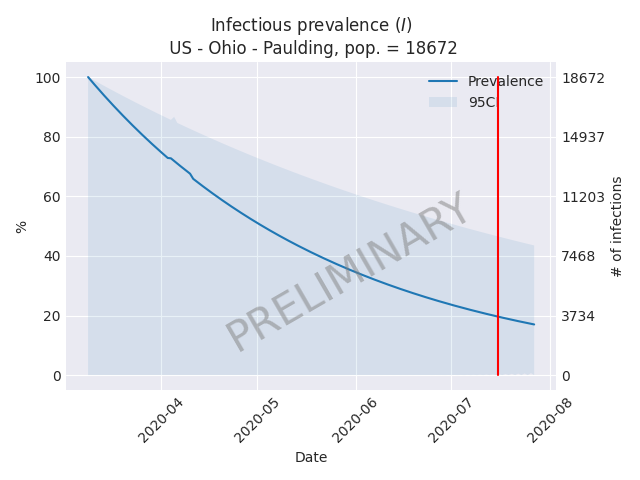 Infectious prevalence (I)
US - Ohio - Paulding, pop. = 18672
100
80
60
40
20
0
%
18672
14937
11203
7468
3734
0
# of infections
Prevalence
95CI
PRELIMINARY
2020-04
2020-05
2020-06
2020-07
2020-08
Date